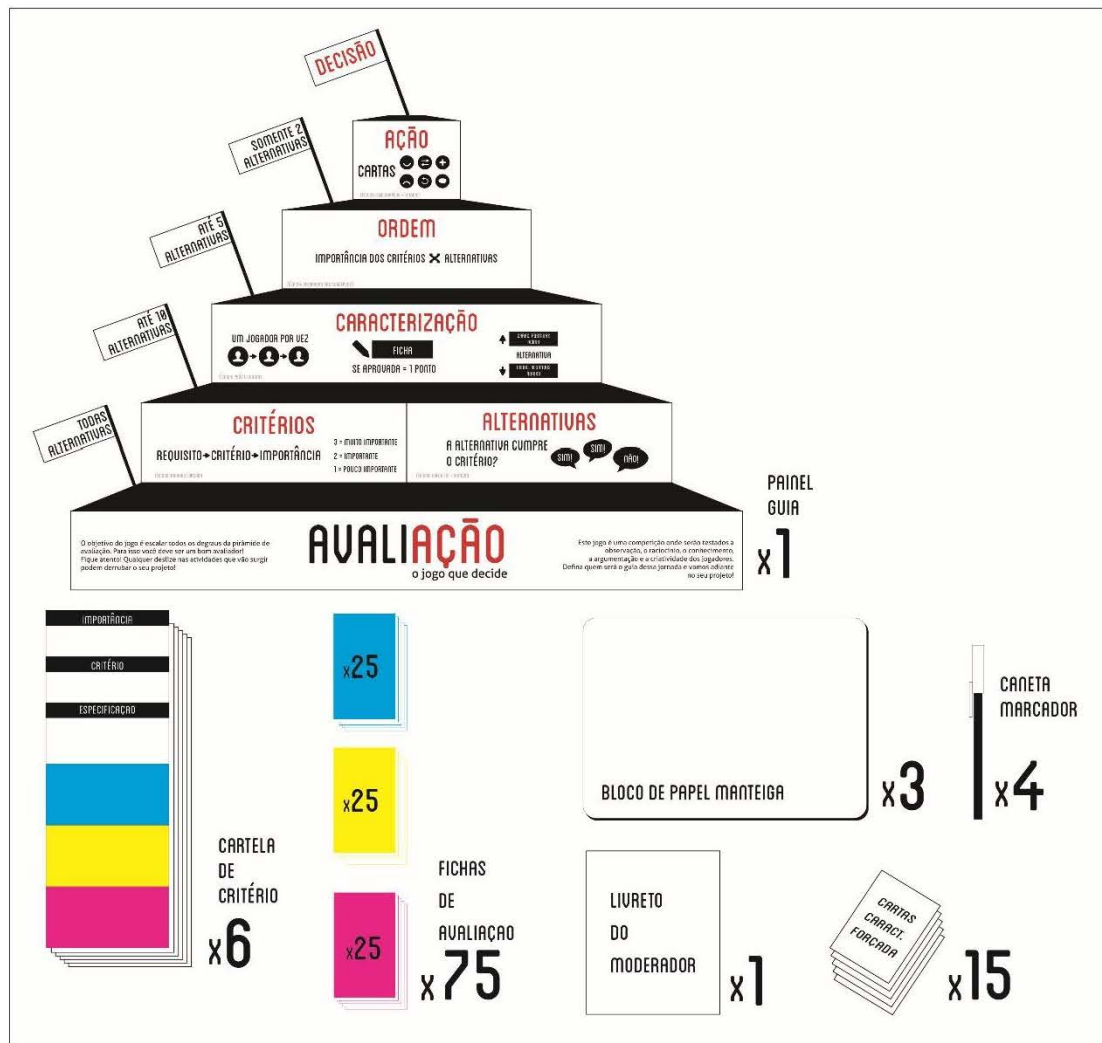 DECISÃO
SOMENTE 2
ALTERNATIVAS
AÇÃO
CARTAS
ATÉ 5
ALTERNATIVAS
ORDEM
IMPORTÂNCIA DOS CRITÉRIOS X ALTERNATIVAS
ATÉ 10
ALTERNATIVAS
CARACTERIZAÇÃO
UM JOGADOR POR VEZ
FICHA
SE APROVADA = 1 PONTO
ALTERNATIVA
TODAS
ALTERNATIVAS
CRITÉRIOS
REQUISITO→CRITÉRIO→IMPORTÂNCIA
3 = MUITO IMPORTANTE
2 = IMPORTANTE
1 = POUCO IMPORTANTE
ALTERNATIVAS
A ALTERNATIVA CUMPRE
O CRITÉRIO?
SIM!
SIM!
NÃO!
O objetivo do jogo é escalar todos os degraus da pirâmide de
avaliação. Para isso você deve ser um bom avaliador!
Fique atento! Qualquer deslize nas atividades que vão surgir
podem derrubar o seu projeto!
AVALIAÇÃO
o jogo que decide
Este jogo é uma competição onde serão testados a
observação, o raciocínio, o conhecimento,
a argumentação e a criatividade dos jogadores.
Defina quem será o guia dessa jornada e vamos adiante
no seu projeto!
PAINEL
GUIA
x1
IMPORTÂNCIA
CRITÉRIO
ESPECIFICAÇÃO
CARTELA
DE
CRITÉRIO
x6
x25
x25
x25
FICHAS
DE
AVALIAÇAO
x75
BLOCO DE PAPEL MANTEIGA
x3
CANETA
MARCADOR
x4
LIVRETO
DO
MODERADOR
x1
CARTAS
CARACT.
FORÇADA
x15